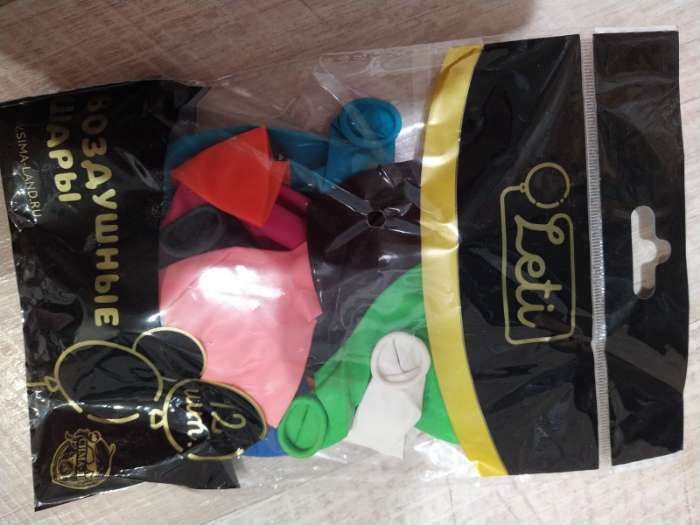 Leti
ВОЗДУШНЫЕ
ШАРЫ
SIMA-LAND.RU
12
шт.